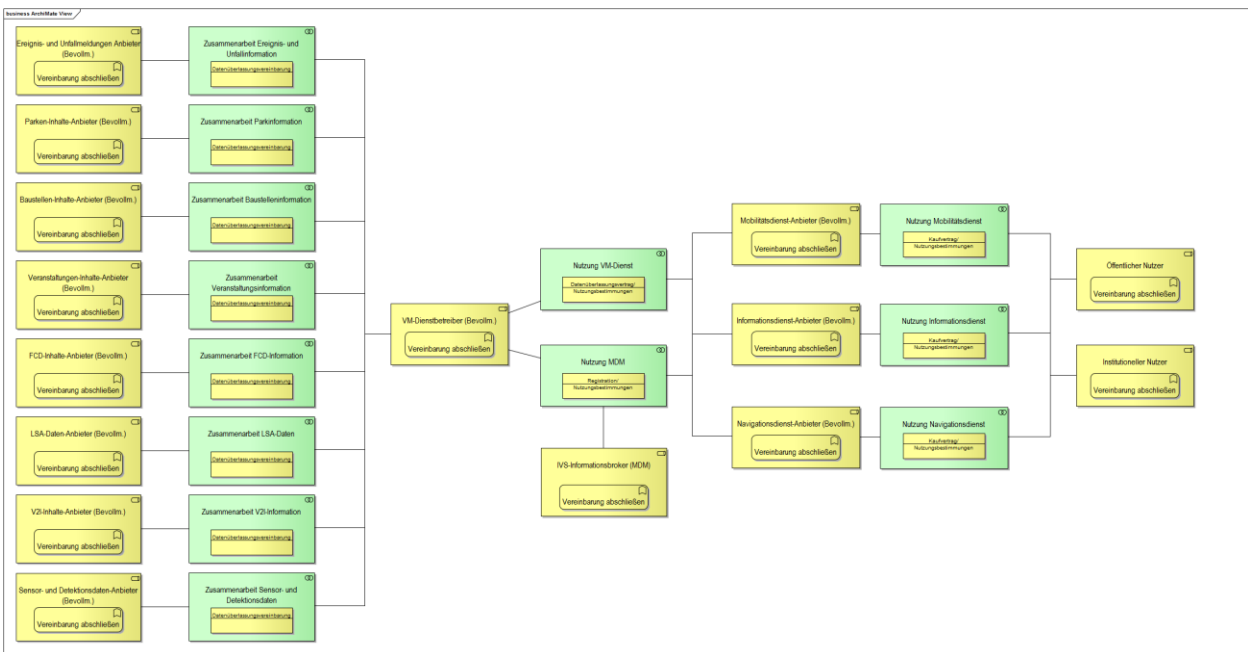 business ArchiMate View
Ereignis- und Unfallmeldungen Anbieter
(Bevollm.)
Vereinbarung abschließen
Zusammenarbeit Ereignis- und
Unfallinformation
Datenüberlassungsvereinbarung
Parken-Inhalte-Anbieter (Bevollm.)
Vereinbarung abschließen
Zusammenarbeit Parkinformation
Datenüberlassungsvereinbarung
Baustellen-Inhalte-Anbieter (Bevollm.)
Vereinbarung abschließen
Zusammenarbeit Baustelleninformation
Datenüberlassungsvereinbarung
Veranstaltungen-Inhalte-Anbieter
(Bevollm.)
Vereinbarung abschließen
Zusammenarbeit
Veranstaltungsinformation
Datenüberlassungsvereinbarung
FCD-Inhalte-Anbieter (Bevollm.)
Vereinbarung abschließen
Zusammenarbeit FCD-Information
Datenüberlassungsvereinbarung
LSA-Daten-Anbieter (Bevollm.)
Vereinbarung abschließen
Zusammenarbeit LSA-Daten
Datenüberlassungsvereinbarung
V2I-Inhalte-Anbieter (Bevollm.)
Vereinbarung abschließen
Zusammenarbeit V2I-Information
Datenüberlassungsvereinbarung
Sensor- und Detektionsdaten-Anbieter
(Bevollm.)
Vereinbarung abschließen
Zusammenarbeit Sensor- und
Detektionsdaten
Datenüberlassungsvereinbarung
VM-Dienstbetreiber (Bevollm.)
Vereinbarung abschließen
Nutzung VM-Dienst
Datenüberlassungsvertrag/
Nutzungsbestimmungen
Nutzung MDM
Registration/
Nutzungsbestimmungen
IVS-Informationsbroker (MDM)
Vereinbarung abschließen
Mobilitätsdienst-Anbieter (Bevollm.)
Vereinbarung abschließen
Nutzung Mobilitätsdienst
Kaufvertrag/
Nutzungsbestimmungen
Informationsdienst-Anbieter (Bevollm.)
Vereinbarung abschließen
Nutzung Informationsdienst
Kaufvertrag/
Nutzungsbestimmungen
Navigationsdienst-Anbieter (Bevollm.)
Vereinbarung abschließen
Nutzung Navigationsdienst
Kaufvertrag/
Nutzungsbestimmungen
Öffentlicher Nutzer
Vereinbarung abschließen
Institutioneller Nutzer
Vereinbarung abschließen